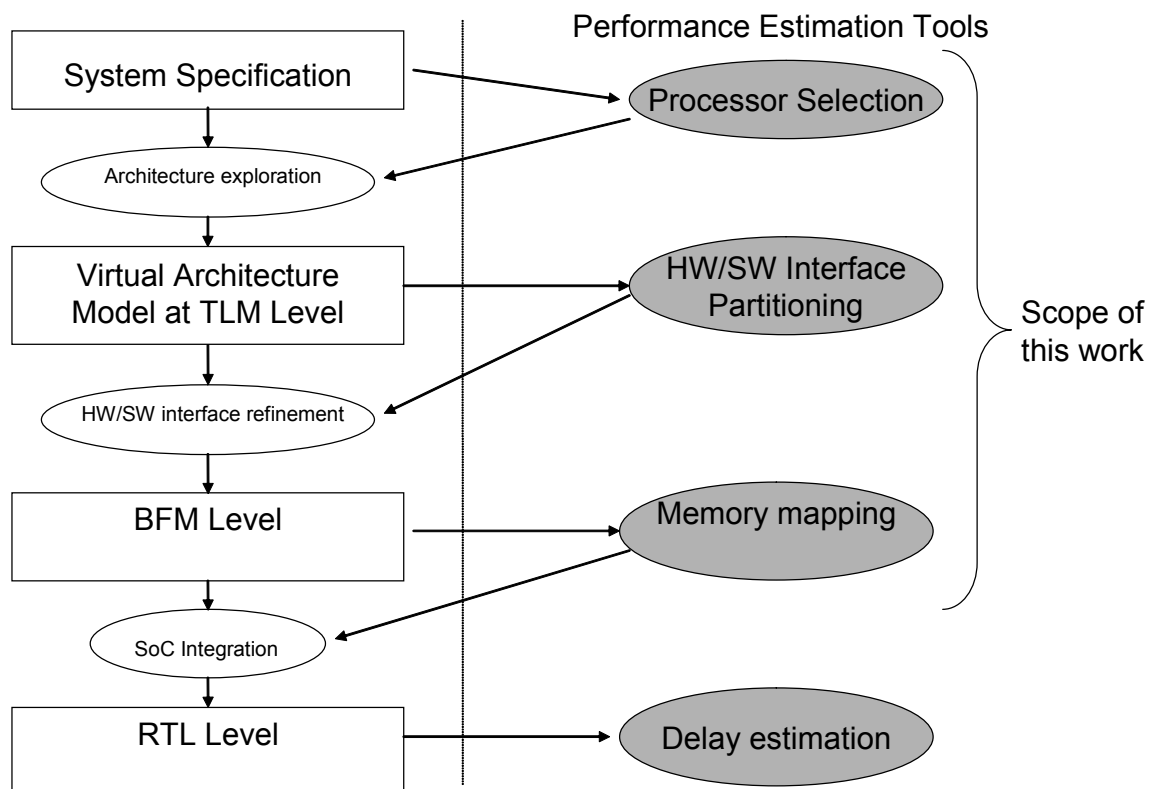 Performance Estimation Tools
System Specification
Processor Selection
Architecture exploration
Virtual Architecture
Model at TLM Level
HW/SW Interface
Partitioning
Scope of
this work
HW/SW interface refinement
BFM Level
Memory mapping
SoC Integration
RTL Level
Delay estimation